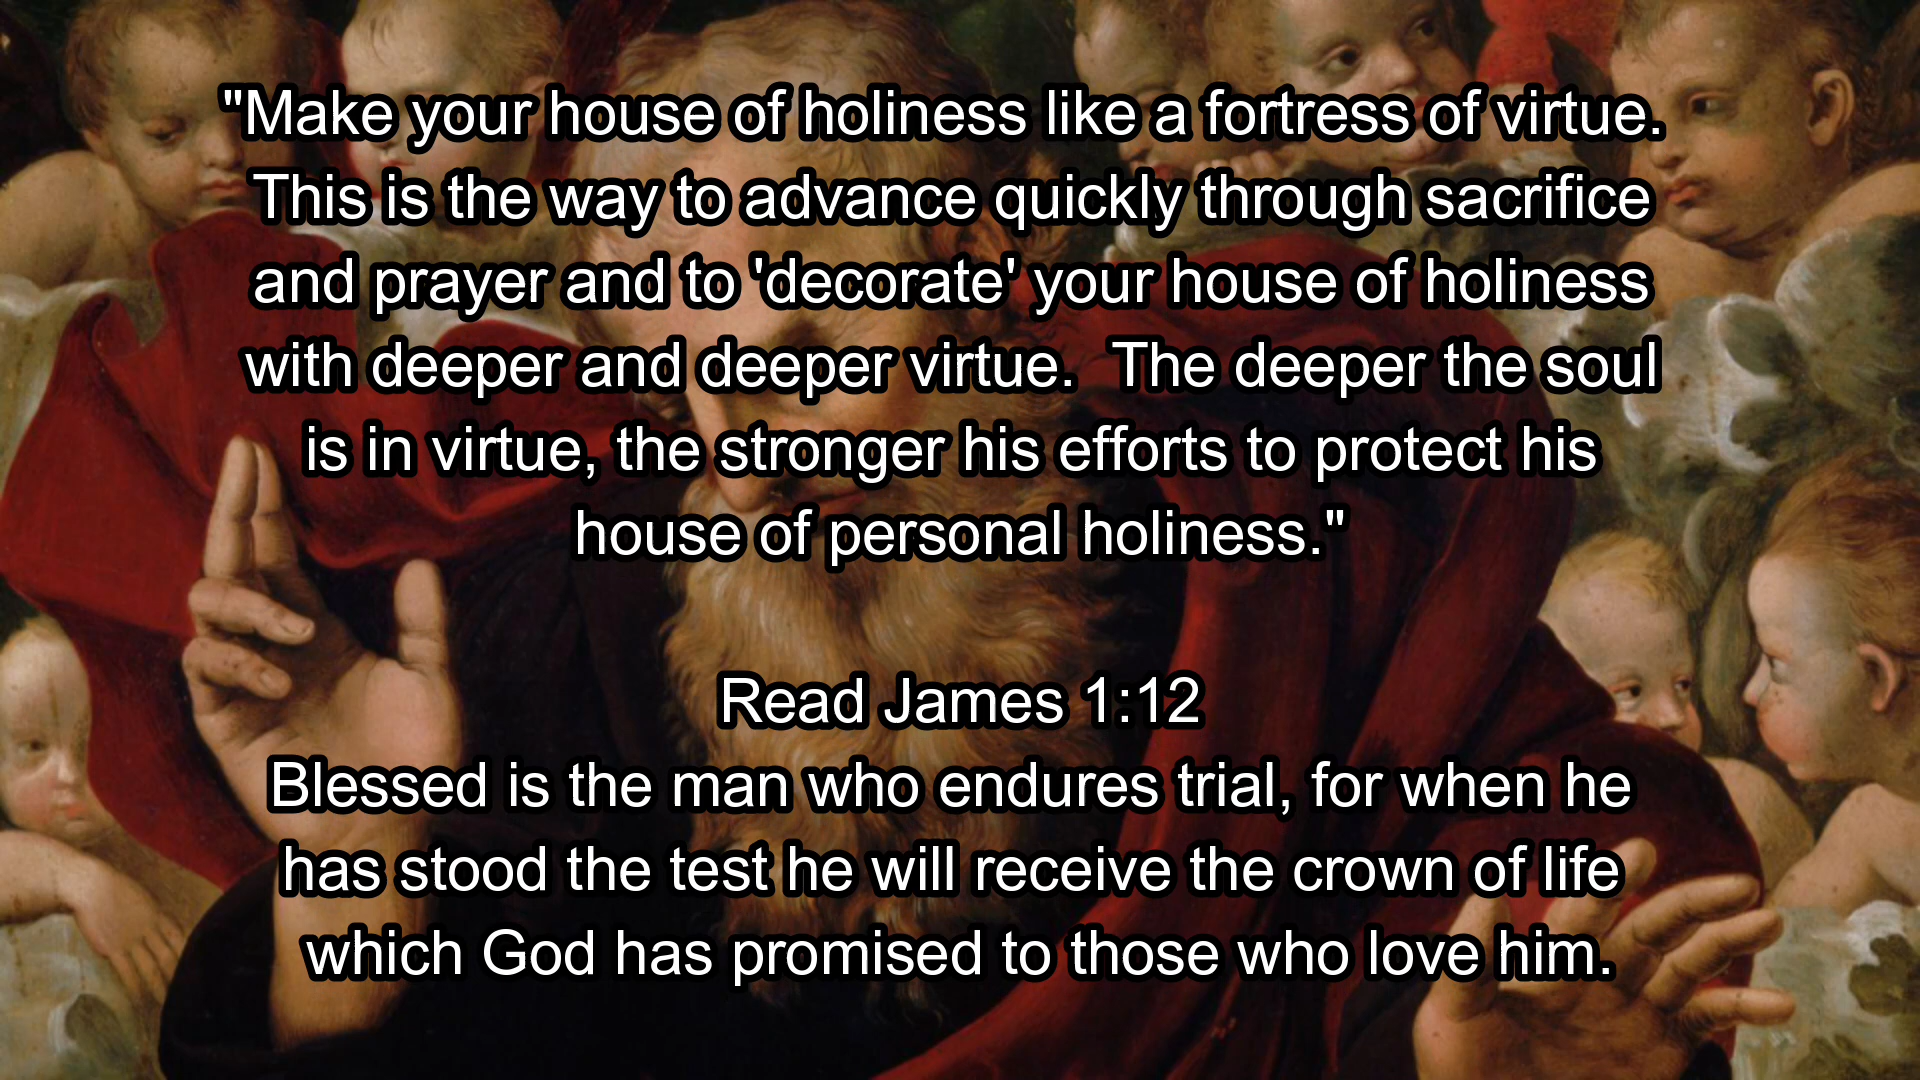 "Make your house of holiness like a fortress of virtue.
This is the way to advance quickly through sacrifice
and prayer and to 'decorate' your house of holiness
with deeper and deeper virtue.  The deeper the soul
is in virtue, the stronger his efforts to protect his
house of personal holiness."
Read James 1:12
Blessed is the man who endures trial, for when he
has stood the test he will receive the crown of life
which God has promised to those who love him.